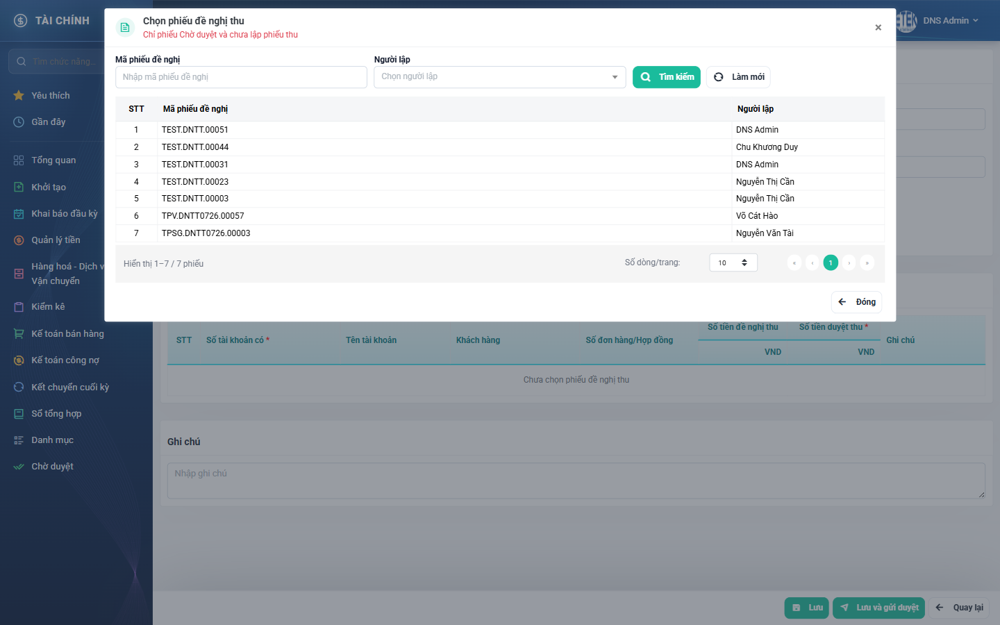 TÀI CHÍNH
Tìm chức năng...
Yêu thích
Gần đây
Tổng quan
Khởi tạo
Khai báo đầu kỳ
Quản lý tiền
Hàng hoá - Dịch v
Vận chuyển
Kiểm kê
Kế toán bán hàng
Kế toán công nợ
Kết chuyển cuối kỳ
Sổ tổng hợp
Danh mục
Chờ duyệt
DNS Admin
Chọn phiếu đề nghị thu
Chỉ phiếu Chờ duyệt và chưa lập phiếu thu
×
Mã phiếu đề nghị
Người lập
Nhập mã phiếu đề nghị
Chọn người lập
Tìm kiếm
Làm mới
STT Mã phiếu đề nghị Người lập
1 TEST.DNTT.00051 DNS Admin
2 TEST.DNTT.00044 Chu Khương Duy
3 TEST.DNTT.00031 DNS Admin
4 TEST.DNTT.00023 Nguyễn Thị Cần
5 TEST.DNTT.00003 Nguyễn Thị Cần
6 TPV.DNTT0726.00057 Võ Cát Hào
7 TPSG.DNTT0726.00003 Nguyễn Văn Tài
Hiển thị 1–7 / 7 phiếu
Số dòng/trang:
10
« ‹ 1 › »
Đóng
STT Số tài khoản có * Tên tài khoản Khách hàng Số đơn hàng/Hợp đồng Số tiền đề nghị thu Số tiền duyệt thu * Ghi chú
VND VND
Chưa chọn phiếu đề nghị thu
Ghi chú
Nhập ghi chú
Lưu
Lưu và gửi duyệt
Quay lại